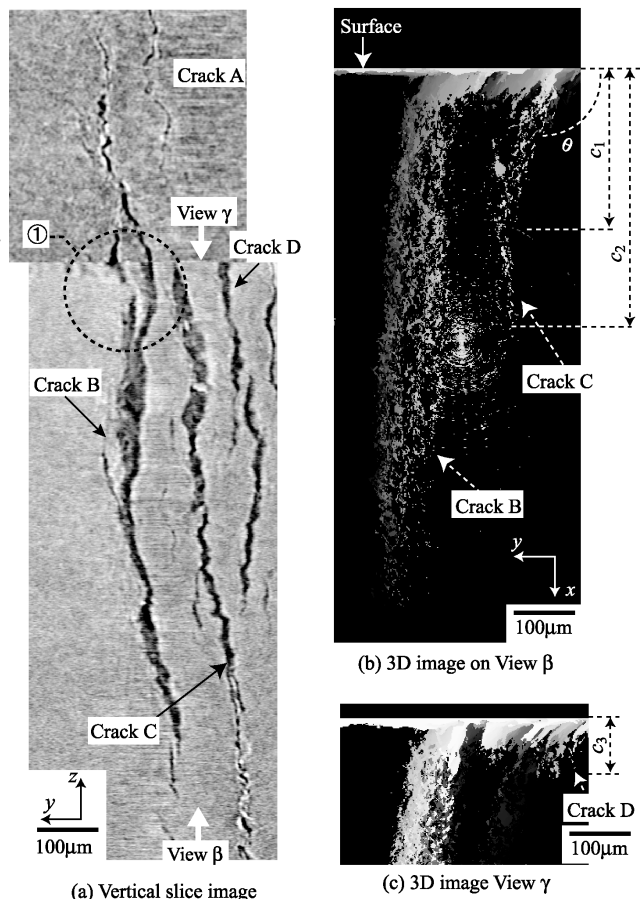 Crack A
View γ
①
Crack D
Crack B
Crack C
z
y
100μm
View β
(a) Vertical slice image
Surface
θ
c1
c2
Crack C
Crack B
y
x
100μm
(b) 3D image on View β
c3
Crack D
100μm
(c) 3D image View γ